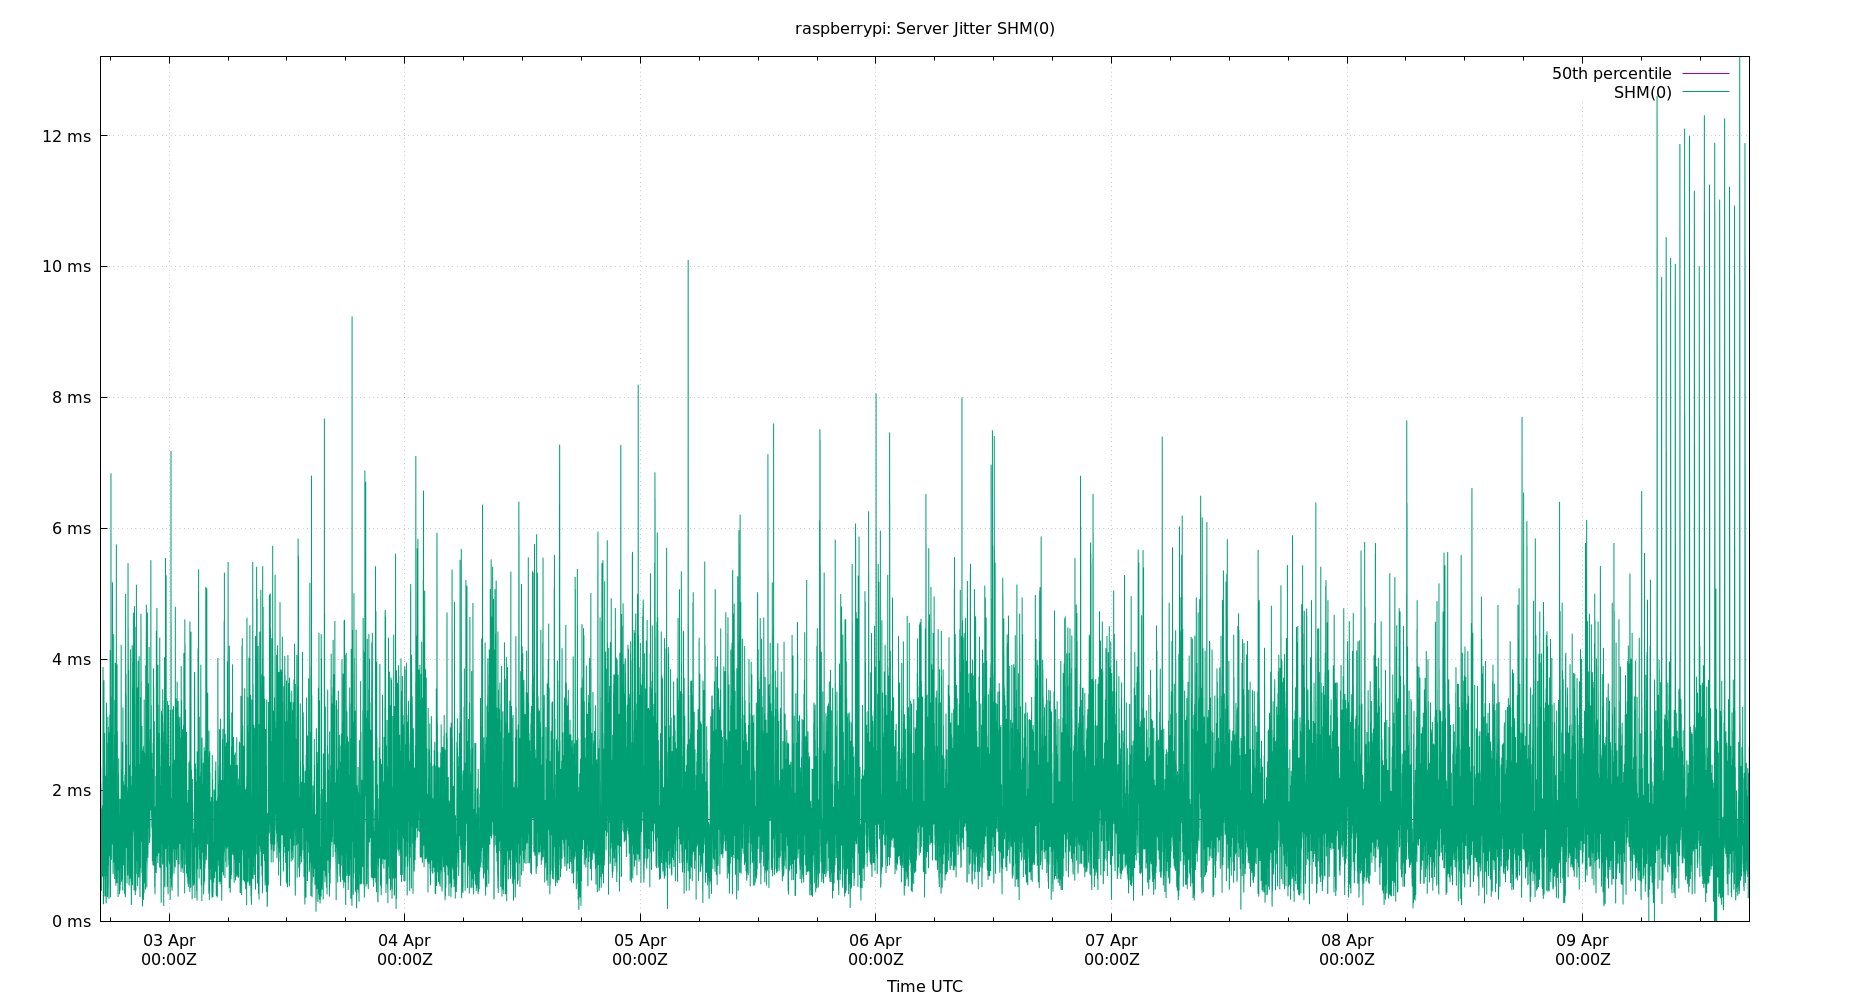 raspberrypi: Server Jitter SHM(0)
50th percentile
SHM(0)
12 ms
10 ms
8 ms
6 ms
4 ms
2 ms
0 ms
03 Apr 04 Apr 05 Apr 06 Apr 07 Apr 08 Apr 09 Apr
00:00Z 00:00Z 00:00Z 00:00Z 00:00Z 00:00Z 00:00Z
Time UTC